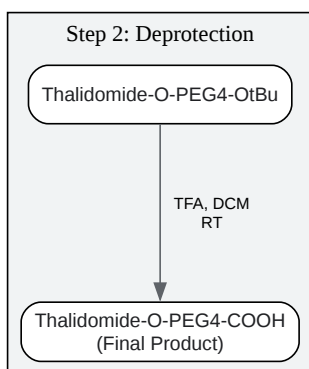 Step 2: Deprotection
Thalidomide-O-PEG4-OtBu
TFA, DCM
RT
Thalidomide-O-PEG4-COOH
(Final Product)